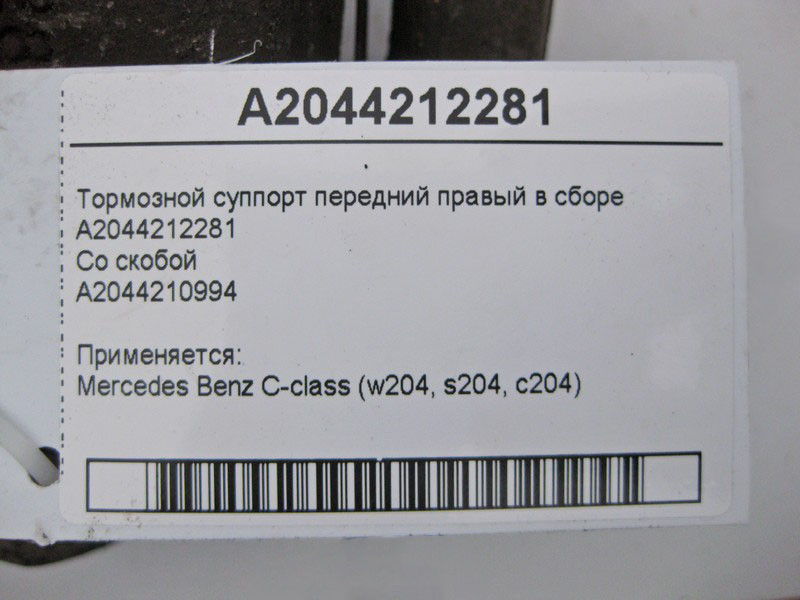 A2044212281
Тормозной суппорт передний правый в сборе
A2044212281
Со скобой
A2044210994
Применяется:
Mercedes Benz C-class (w204, s204, c204)